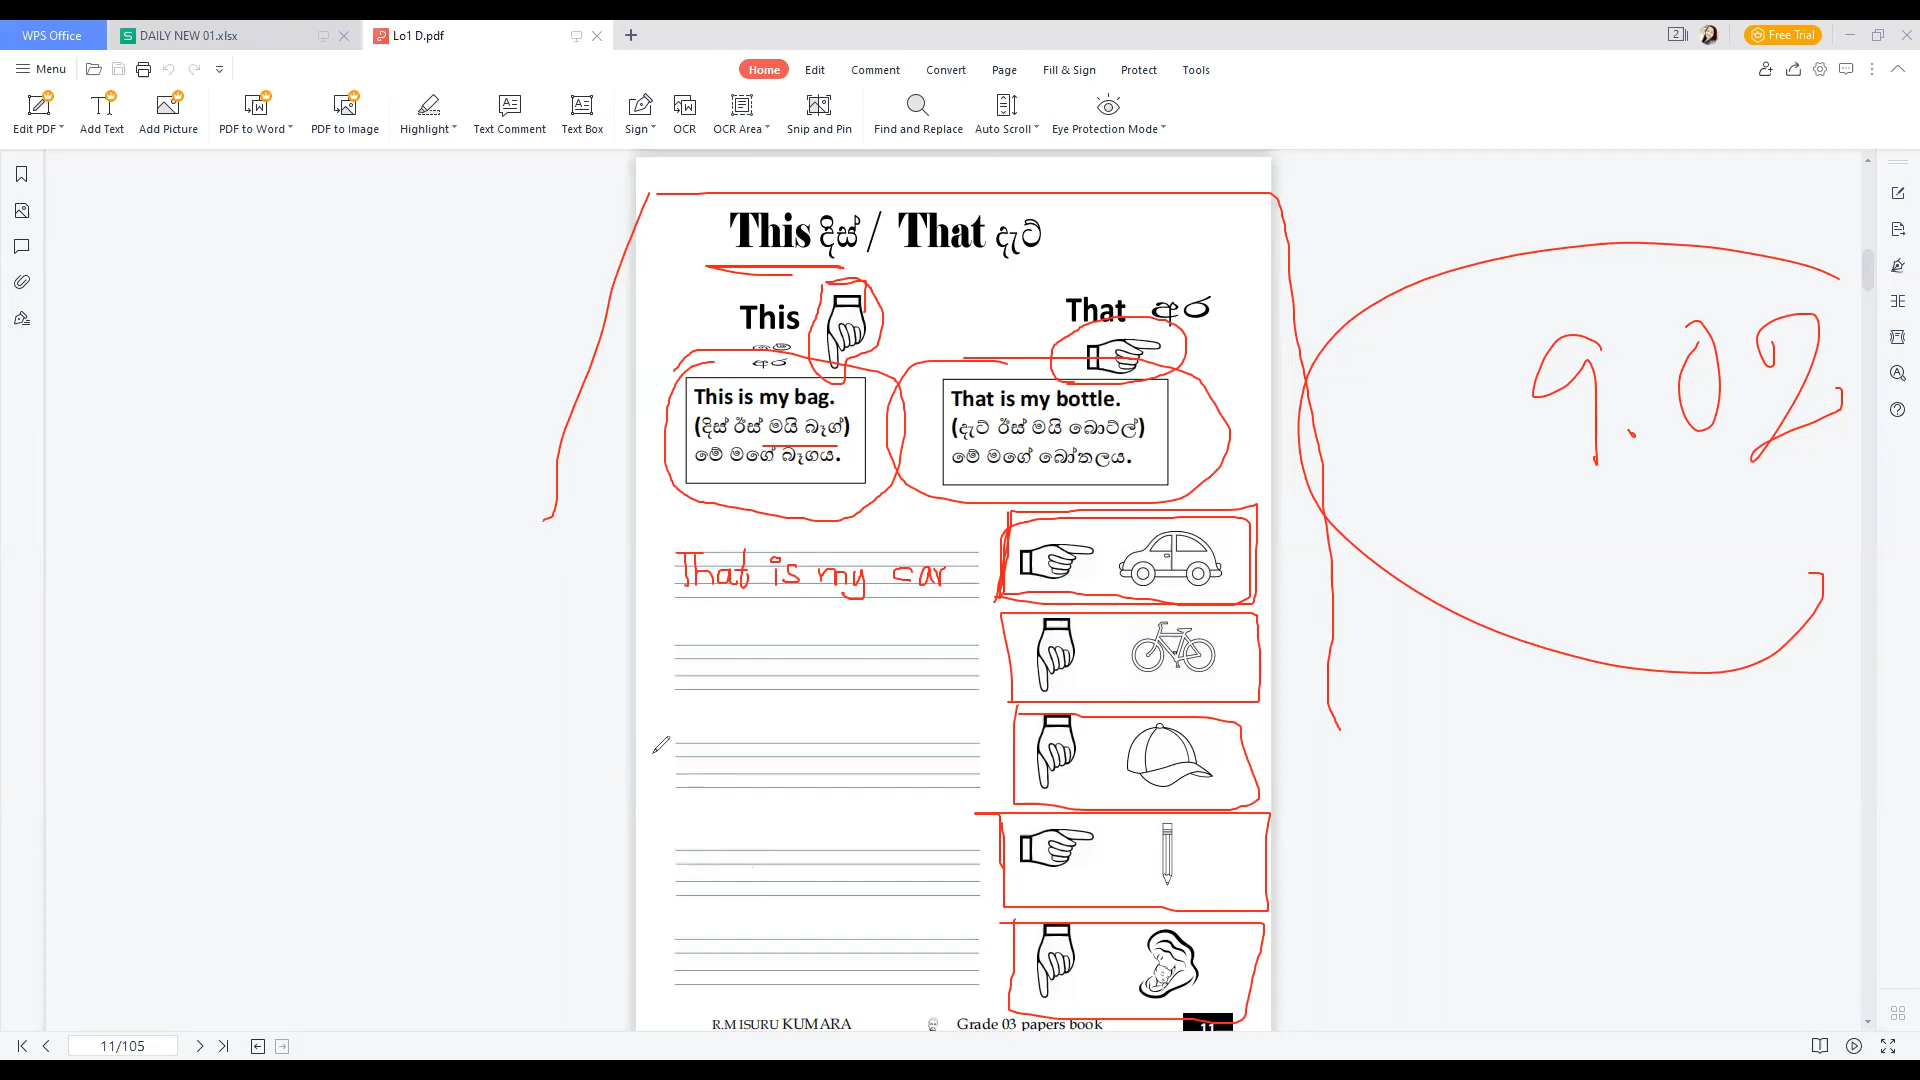 WPS Office DAILY NEW 01.xlsx Lo1 D.pdf 2 Free Trial
Menu Home Edit Comment Convert Page Fill & Sign Protect Tools
Edit PDF Add Text Add Picture PDF to Word PDF to Image Highlight Text Comment Text Box Sign OCR OCR Area Snip and Pin Find and Replace Auto Scroll Eye Protection Mode
This දිස් / That දැට්
This
That අර
අර
This is my bag.
(දිස් ඊස් මයි බෑග්)
මේ මගේ බෑගය.
That is my bottle.
(දැට් ඊස් මයි බොට්ල්)
මේ මගේ බෝතලය.
9.02
That is my car
R.M ISURU KUMARA Grade 03 papers book 11
11/105